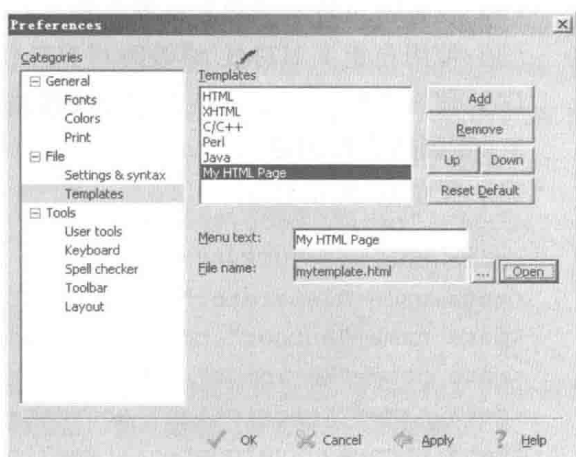 Preferences
Categories
General
Fonts
Colors
Print
File
Settings & syntax
Templates
Tools
User tools
Keyboard
Spell checker
Toolbar
Layout
Templates
HTML
XHTML
C/C++
Perl
Java
My HTML Page
Add
Remove
Up Down
Reset Default
Menu text: My HTML Page
File name: mytemplate.html ... Open
OK Cancel Apply Help